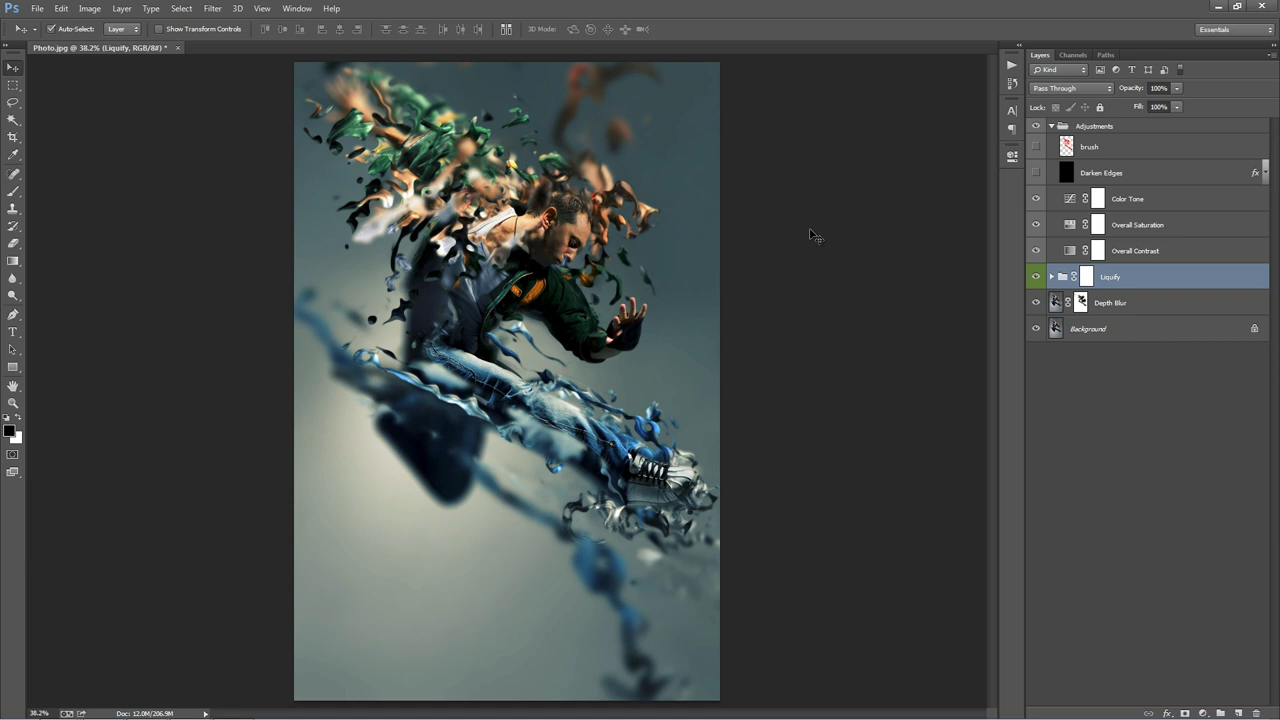 Ps File Edit Image Layer Type Select Filter 3D View Window Help
Auto-Select: Layer Show Transform Controls 3D Mode: Essentials
Photo.jpg @ 38.2% (Liquify, RGB/8#) * ×
Layers Channels Paths
Kind
Pass Through Opacity: 100%
Lock: Fill: 100%
Adjustments
brush
Darken Edges fx
Color Tone
Overall Saturation
Overall Contrast
Liquify
Depth Blur
Background
38.2% Doc: 12.0M/206.9M